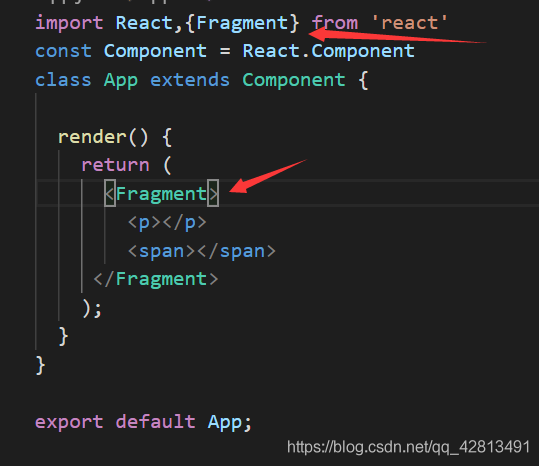 import React,{Fragment} from 'react'
const Component = React.Component
class App extends Component {
render() {
return (
<Fragment>
<p></p>
<span></span>
</Fragment>
);
}
}
export default App;
https://blog.csdn.net/qq_42813491